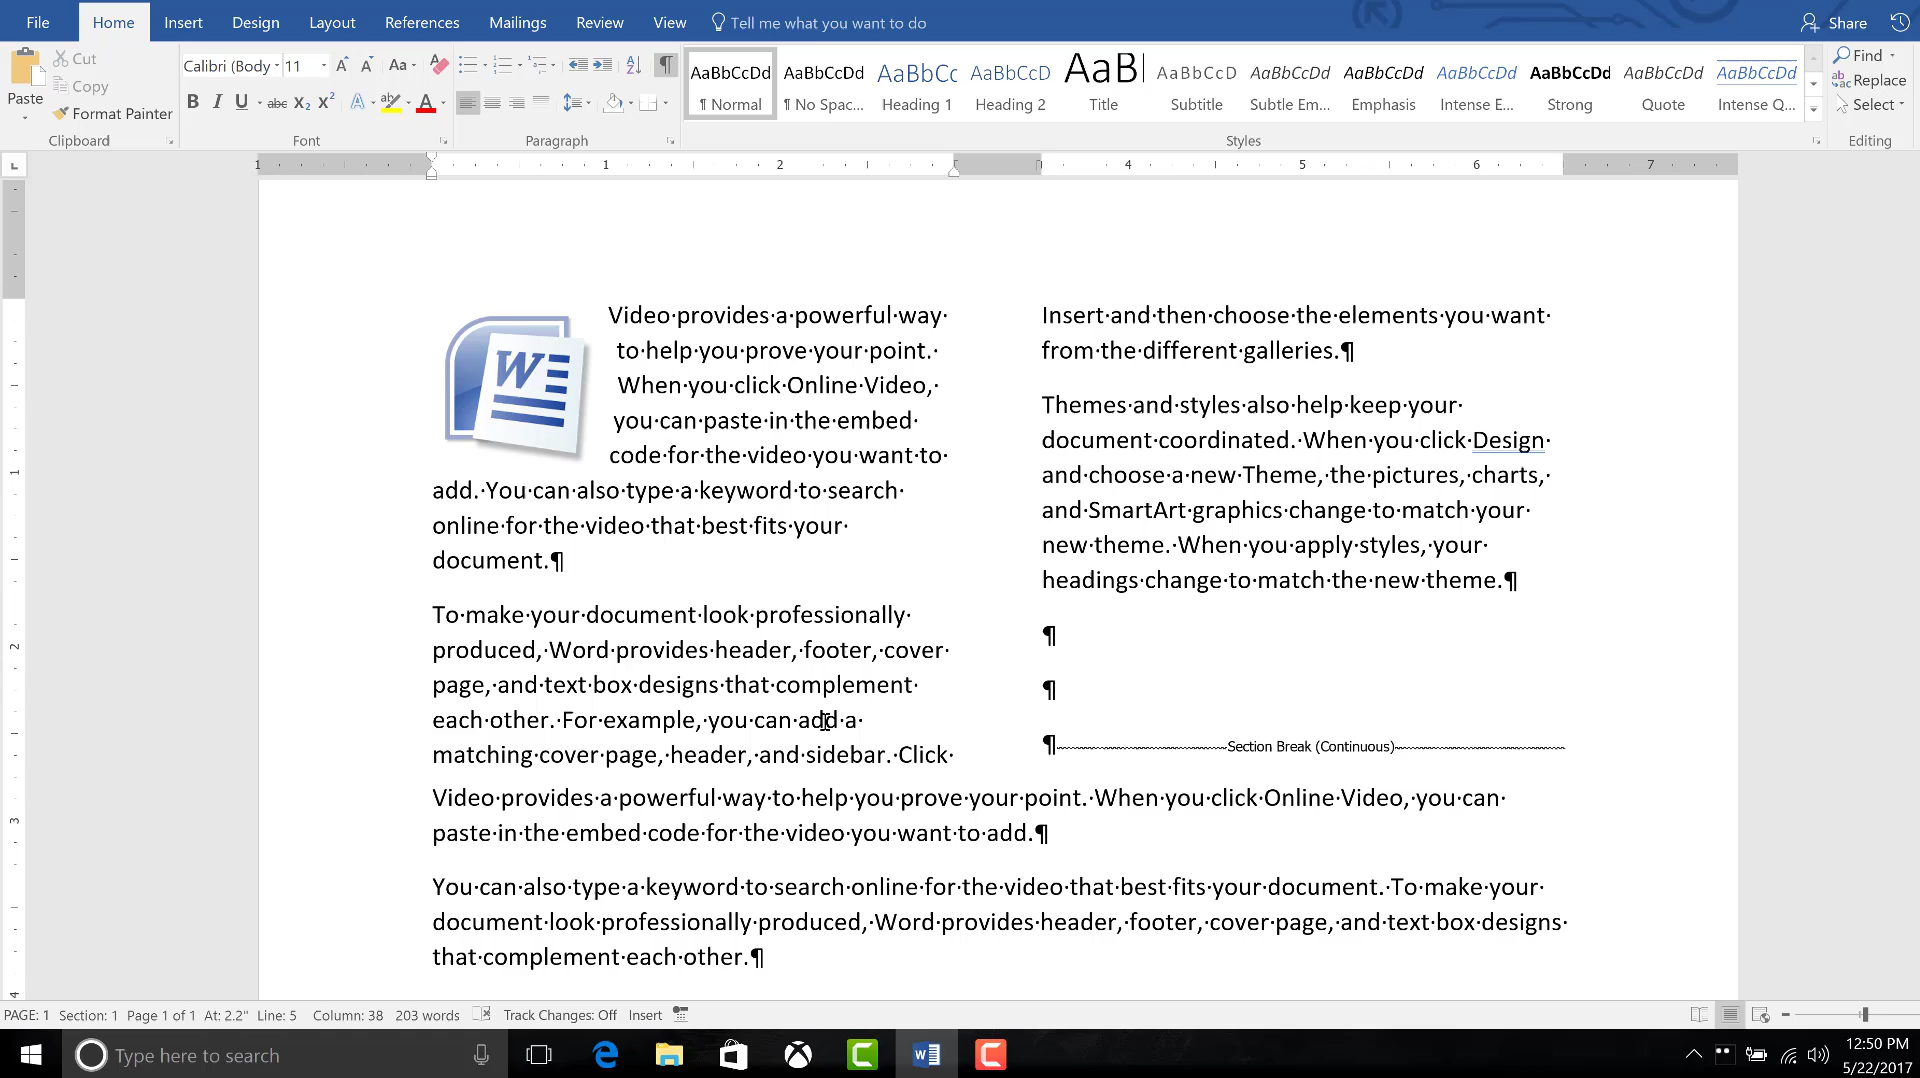 File Home Insert Design Layout References Mailings Review View Tell me what you want to do Share
Paste
Cut
Copy
Format Painter
Clipboard
Calibri (Body 11
Font
Paragraph
AaBbCcDd AaBbCcDd AaBbCc AaBbCcD AaB AaBbCcD AaBbCcDd AaBbCcDd AaBbCcDd AaBbCcDd AaBbCcDd AaBbCcDd
¶ Normal ¶ No Spac... Heading 1 Heading 2 Title Subtitle Subtle Em... Emphasis Intense E... Strong Quote Intense Q...
Styles
Find
Replace
Select
Editing
1 1 2 4 5 6 7
W
Video·provides·a·powerful·way·
to·help·you·prove·your·point.·
When·you·click·Online·Video,·
you·can·paste·in·the·embed·
code·for·the·video·you·want·to·
add.·You·can·also·type·a·keyword·to·search·
online·for·the·video·that·best·fits·your·
document.¶
To·make·your·document·look·professionally·
produced,·Word·provides·header,·footer,·cover·
page,·and·text·box·designs·that·complement·
each·other.·For·example,·you·can·add·a·
matching·cover·page,·header,·and·sidebar.·Click·
Insert·and·then·choose·the·elements·you·want·
from·the·different·galleries.¶
Themes·and·styles·also·help·keep·your·
document·coordinated.·When·you·click·Design·
and·choose·a·new·Theme,·the·pictures,·charts,·
and·SmartArt·graphics·change·to·match·your·
new·theme.·When·you·apply·styles,·your·
headings·change·to·match·the·new·theme.¶
¶
¶
¶Section Break (Continuous)
Video·provides·a·powerful·way·to·help·you·prove·your·point.·When·you·click·Online·Video,·you·can·
paste·in·the·embed·code·for·the·video·you·want·to·add.¶
You·can·also·type·a·keyword·to·search·online·for·the·video·that·best·fits·your·document.·To·make·your·
document·look·professionally·produced,·Word·provides·header,·footer,·cover·page,·and·text·box·designs·
that·complement·each·other.¶
1
2
3
4
PAGE: 1 Section: 1 Page 1 of 1 At: 2.2" Line: 5 Column: 38 203 words Track Changes: Off Insert
Type here to search
12:50 PM
5/22/2017